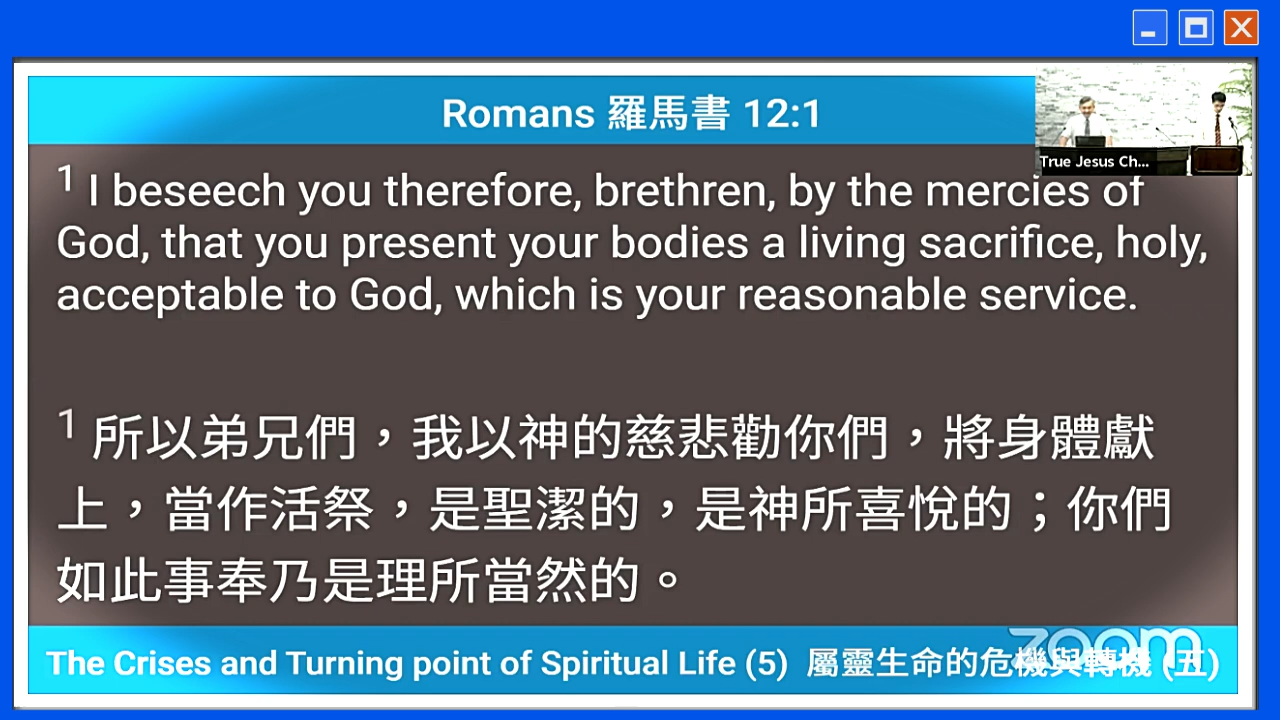 Romans 羅馬書 12:1
True Jesus Ch...
1 I beseech you therefore, brethren, by the mercies of
God, that you present your bodies a living sacrifice, holy,
acceptable to God, which is your reasonable service.
1 所以弟兄們，我以神的慈悲勸你們，將身體獻
上，當作活祭，是聖潔的，是神所喜悅的；你們
如此事奉乃是理所當然的。
zoom
The Crises and Turning point of Spiritual Life (5) 屬靈生命的危機與轉機 (五)